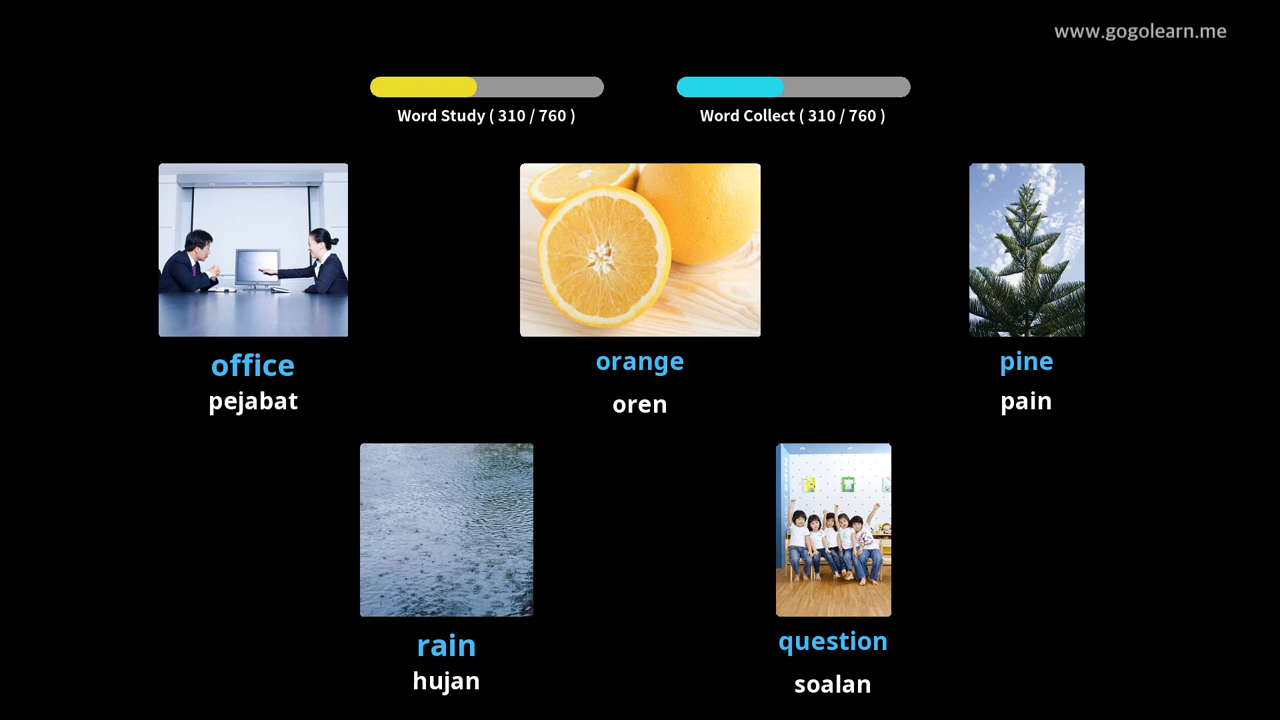 www.gogolearn.me
Word Study ( 310 / 760 )
Word Collect ( 310 / 760 )
office
pejabat
orange
oren
pine
pain
rain
hujan
question
soalan